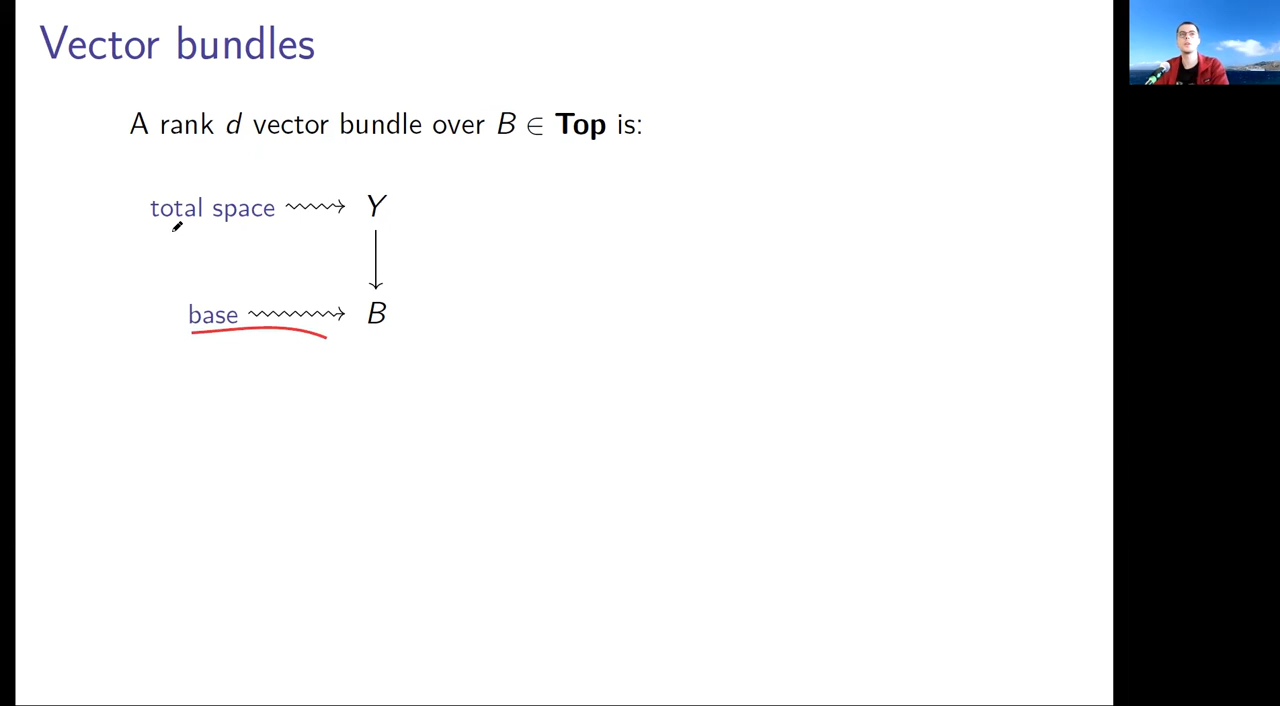 Vector bundles
A rank d vector bundle over B ∈ Top is:
total space Y
base B